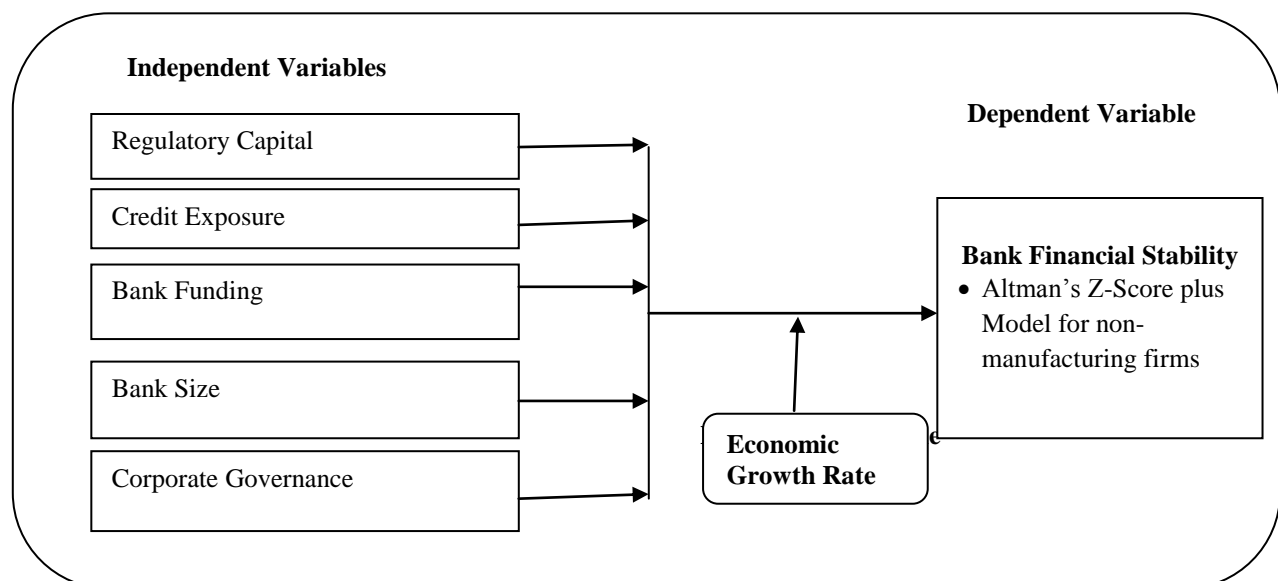 Independent Variables
Dependent Variable
Regulatory Capital
Credit Exposure
Bank Funding
Bank Size
Corporate Governance
Bank Financial Stability
• Altman’s Z-Score plus
Model for non-
manufacturing firms
Economic
Growth Rate